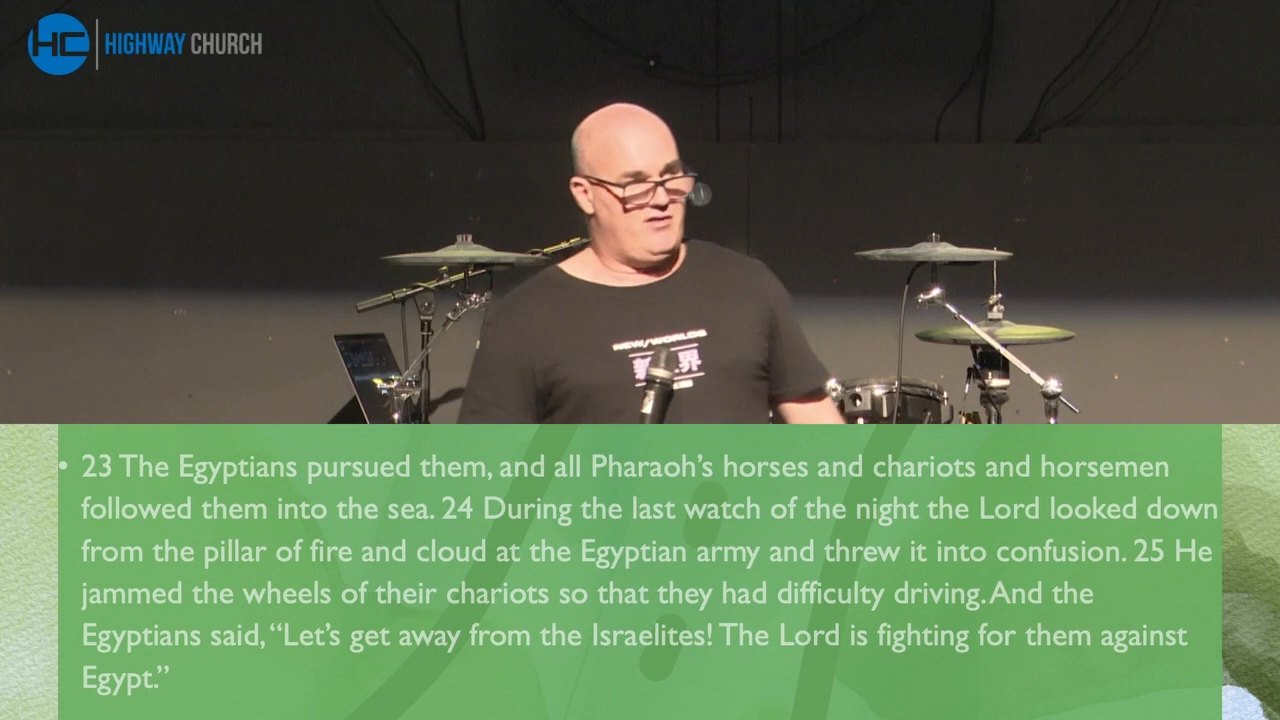 HC HIGHWAY CHURCH
NEW/WORLDS
界
• 23 The Egyptians pursued them, and all Pharaoh’s horses and chariots and horsemen
followed them into the sea. 24 During the last watch of the night the Lord looked down
from the pillar of fire and cloud at the Egyptian army and threw it into confusion. 25 He
jammed the wheels of their chariots so that they had difficulty driving. And the
Egyptians said, “Let’s get away from the Israelites! The Lord is fighting for them against
Egypt.”